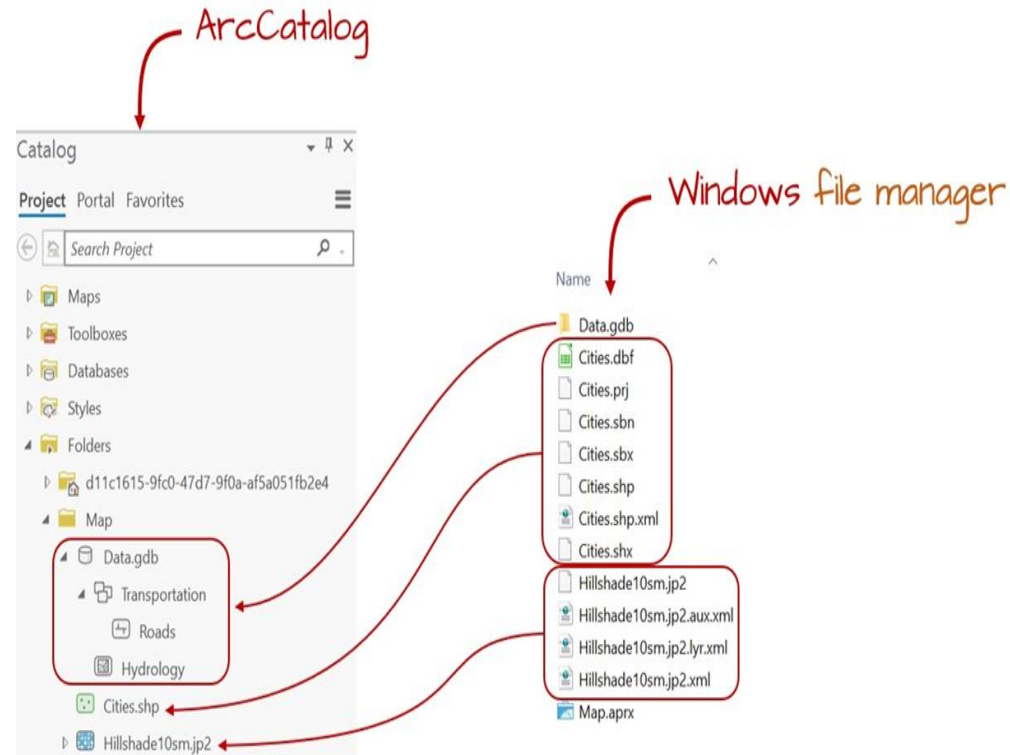 ArcCatalog
Catalog
Project Portal Favorites
Search Project
Maps
Toolboxes
Databases
Styles
Folders
d11c1615-9fc0-47d7-9f0a-af5a051fb2e4
Map
Data.gdb
Transportation
Roads
Hydrology
Cities.shp
Hillshade10sm.jp2
Windows file manager
Name
Data.gdb
Cities.dbf
Cities.prj
Cities.sbn
Cities.sbx
Cities.shp
Cities.shp.xml
Cities.shx
Hillshade10sm.jp2
Hillshade10sm.jp2.aux.xml
Hillshade10sm.jp2.lyr.xml
Hillshade10sm.jp2.xml
Map.aprx